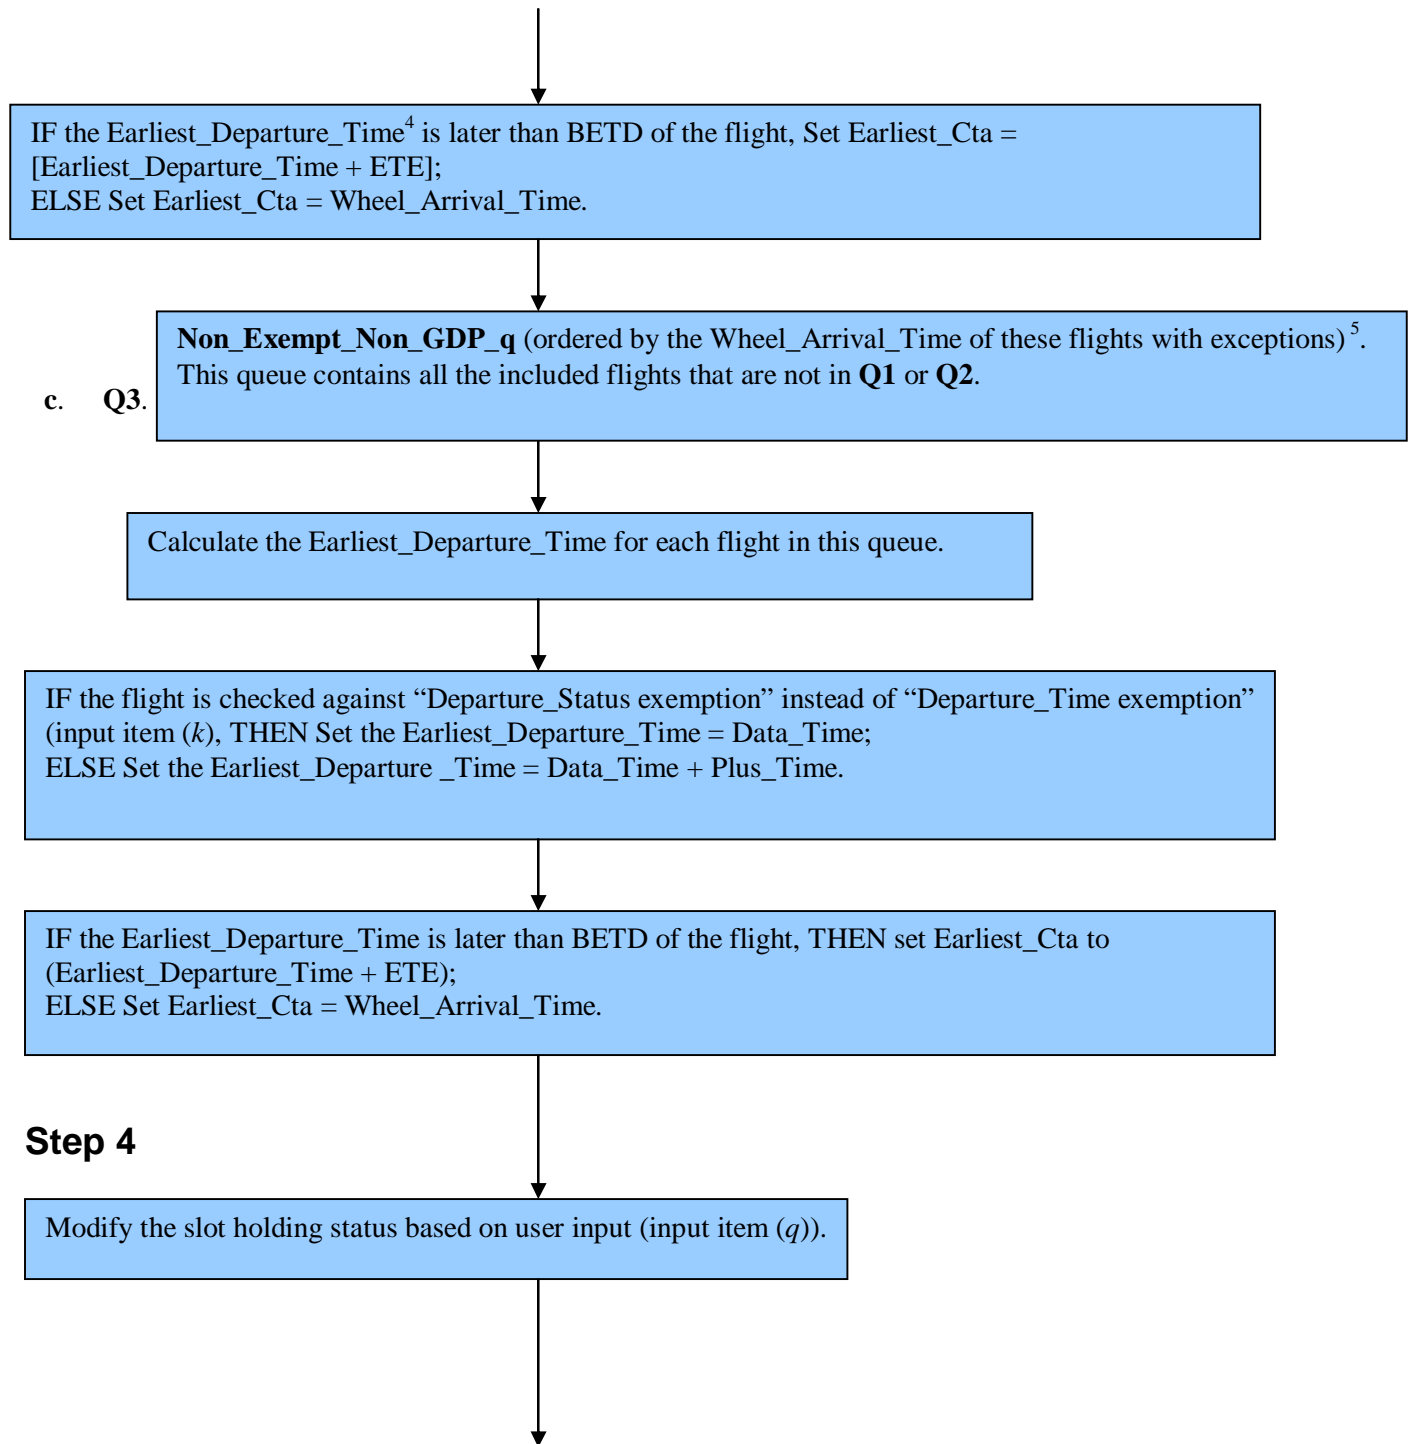 IF the Earliest_Departure_Time4 is later than BETD of the flight, Set Earliest_Cta =
[Earliest_Departure_Time + ETE];
ELSE Set Earliest_Cta = Wheel_Arrival_Time.
c. Q3.
Non_Exempt_Non_GDP_q (ordered by the Wheel_Arrival_Time of these flights with exceptions) 5.
This queue contains all the included flights that are not in Q1 or Q2.
Calculate the Earliest_Departure_Time for each flight in this queue.
IF the flight is checked against “Departure_Status exemption” instead of “Departure_Time exemption”
(input item (k), THEN Set the Earliest_Departure_Time = Data_Time;
ELSE Set the Earliest_Departure _Time = Data_Time + Plus_Time.
IF the Earliest_Departure_Time is later than BETD of the flight, THEN set Earliest_Cta to
(Earliest_Departure_Time + ETE);
ELSE Set Earliest_Cta = Wheel_Arrival_Time.
Step 4
Modify the slot holding status based on user input (input item (q)).